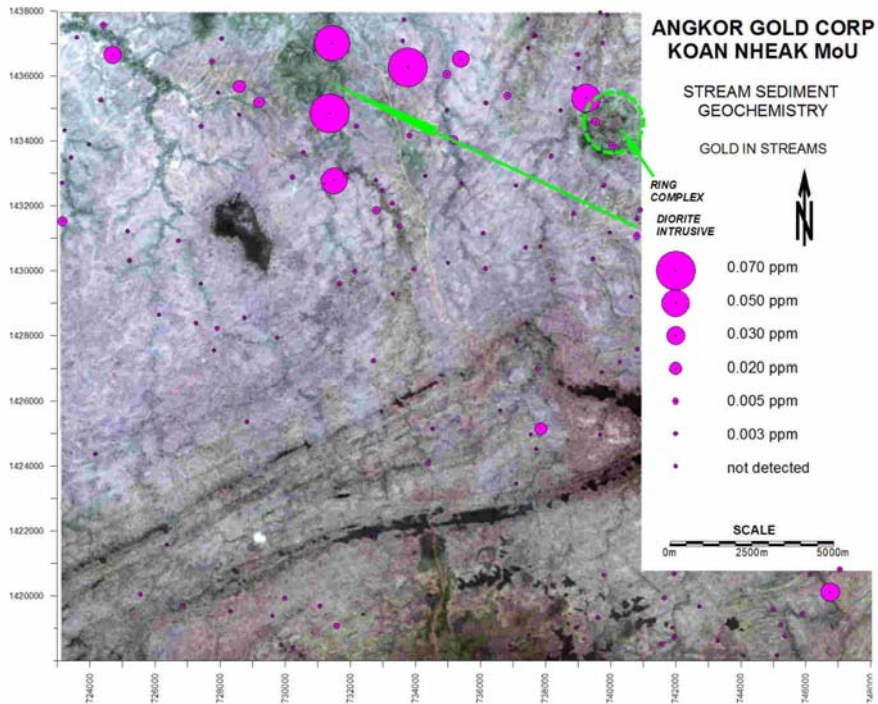 ANGKOR GOLD CORP
KOAN NHEAK MoU
STREAM SEDIMENT
GEOCHEMISTRY
GOLD IN STREAMS
N
RING
COMPLEX
DIORITE
INTRUSIVE
0.070 ppm
0.050 ppm
0.030 ppm
0.020 ppm
0.005 ppm
0.003 ppm
not detected
SCALE
0m 2500m 5000m
1438000
1436000
1434000
1432000
1430000
1428000
1426000
1424000
1422000
1420000
724000 726000 728000 730000 732000 734000 736000 738000 740000 742000 744000 746000 748000